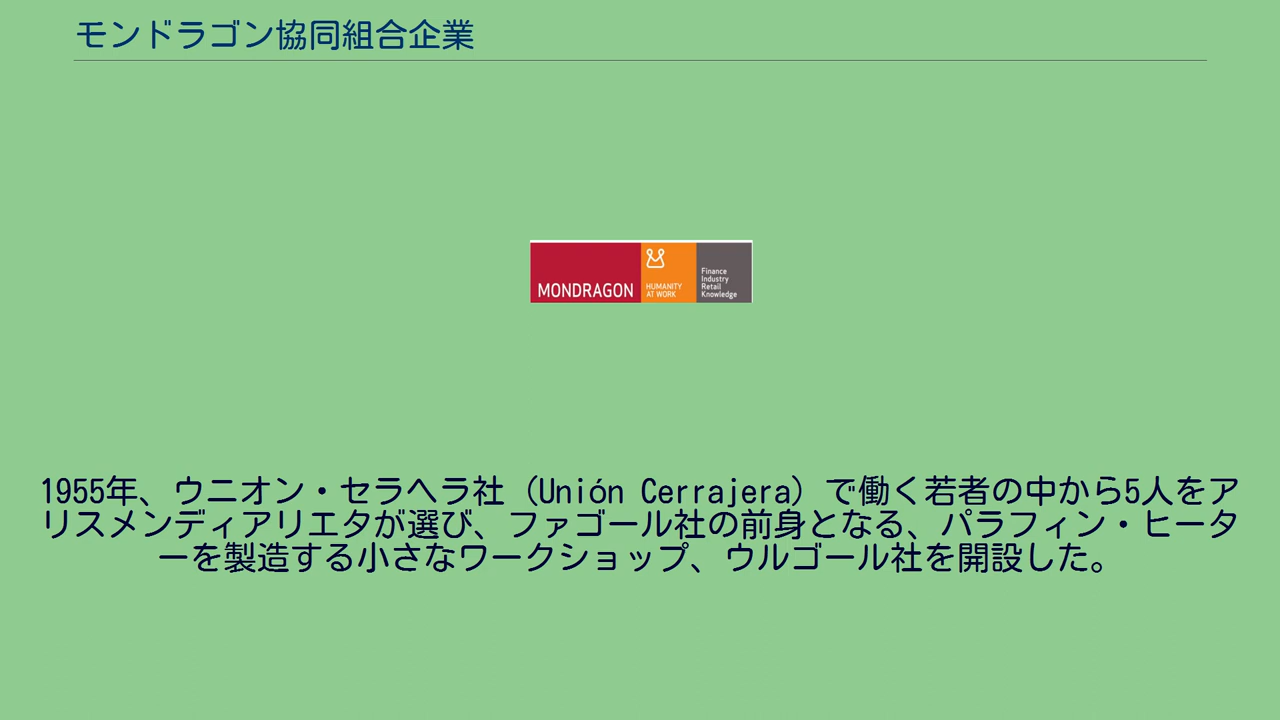 モンドラゴン協同組合企業
MONDRAGON
HUMANITY
AT WORK
Finance
Industry
Retail
Knowledge
1955年、ウニオン・セラヘラ社（Unión Cerrajera）で働く若者の中から5人をア
リスメンディアリエタが選び、ファゴール社の前身となる、パラフィン・ヒータ
ーを製造する小さなワークショップ、ウルゴール社を開設した。